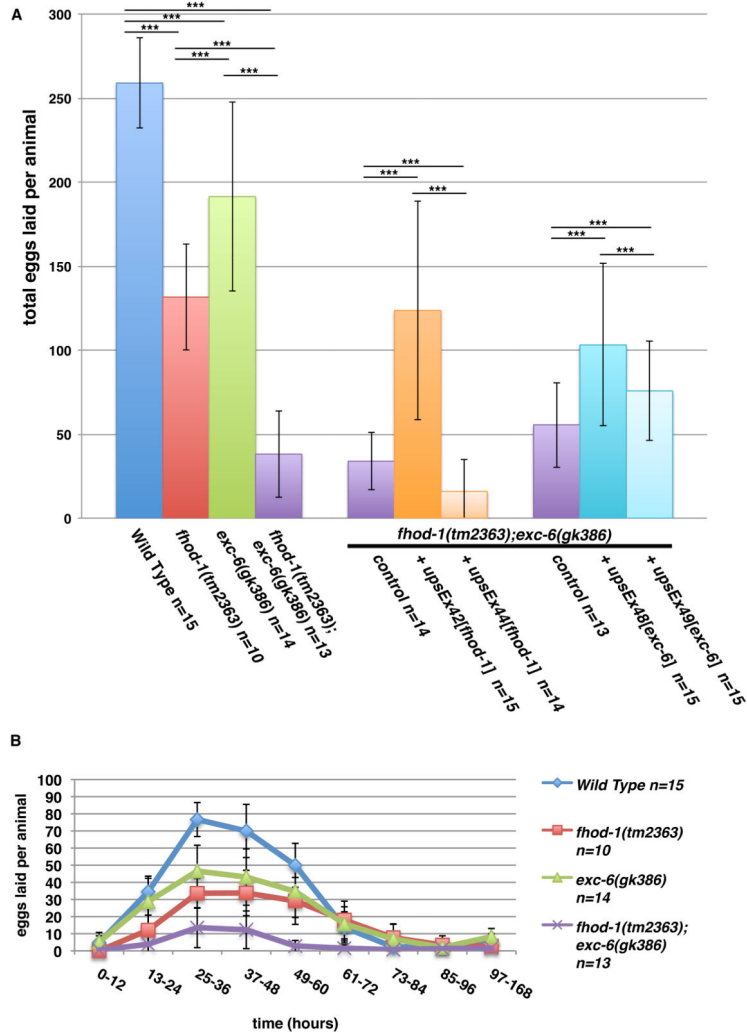 A
total eggs laid per animal
300
250
200
150
100
50
0
***
***
***
***
***
***
***
***
***
***
***
***
Wild Type n=15
fhod-1(tm2363) n=10
exc-6(gk386) n=14
fhod-1(tm2363);
exc-6(gk386) n=13
fhod-1(tm2363);exc-6(gk386)
control n=14
+ upsEx42[fhod-1] n=15
+ upsEx44[fhod-1] n=14
control n=13
+ upsEx48[exc-6] n=15
+ upsEx49[exc-6] n=15
B
eggs laid per animal
100
90
80
70
60
50
40
30
20
10
0
0-12
13-24
25-36
37-48
49-60
61-72
73-84
85-96
97-168
time (hours)
Wild Type n=15
fhod-1(tm2363)
n=10
exc-6(gk386)
n=14
fhod-1(tm2363);
exc-6(gk386)
n=13